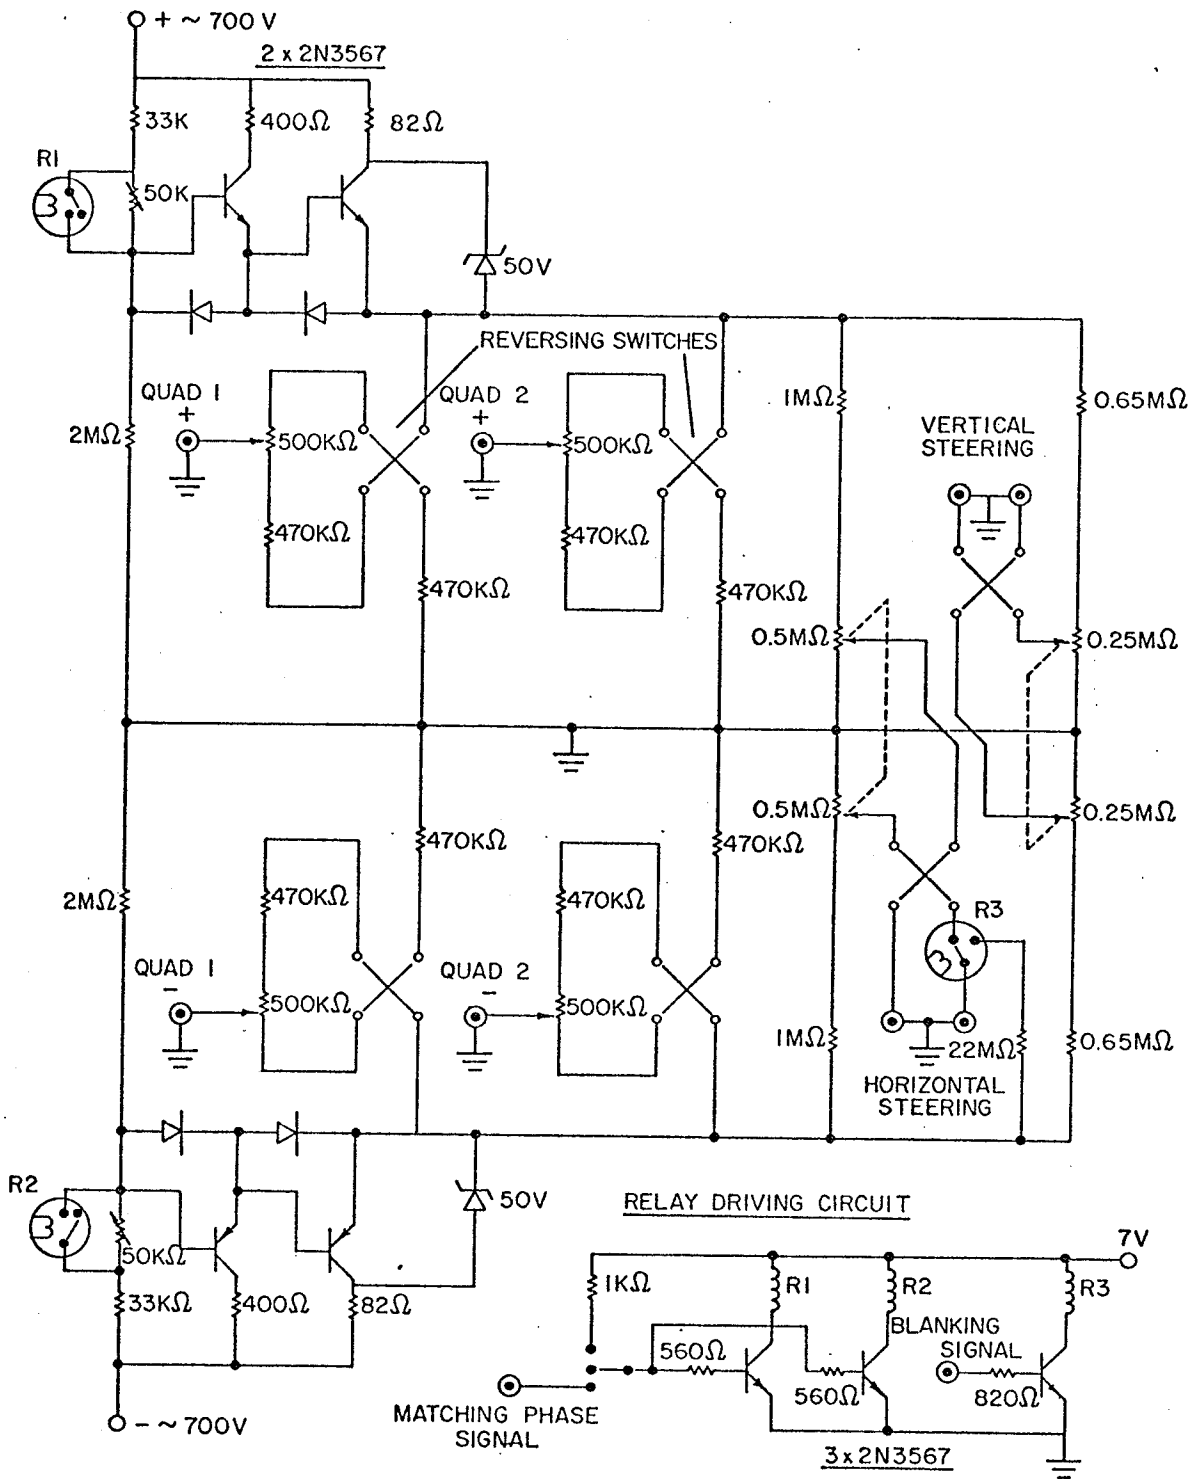 + ~ 700 V
2 x 2N3567
33K
400Ω
82Ω
R1
50K
50V
REVERSING SWITCHES
QUAD 1
+
QUAD 2
+
1MΩ
0.65MΩ
VERTICAL
STEERING
2MΩ
500KΩ
500KΩ
470KΩ
470KΩ
470KΩ
470KΩ
0.5MΩ
0.25MΩ
0.5MΩ
0.25MΩ
470KΩ
470KΩ
2MΩ
470KΩ
470KΩ
R3
QUAD 1
-
QUAD 2
-
500KΩ
500KΩ
1MΩ
22MΩ
0.65MΩ
HORIZONTAL
STEERING
R2
50V
50KΩ
33KΩ
400Ω
82Ω
- ~ 700V
RELAY DRIVING CIRCUIT
7V
1KΩ
R1
R2
R3
BLANKING
SIGNAL
560Ω
560Ω
820Ω
MATCHING PHASE
SIGNAL
3 x 2N3567